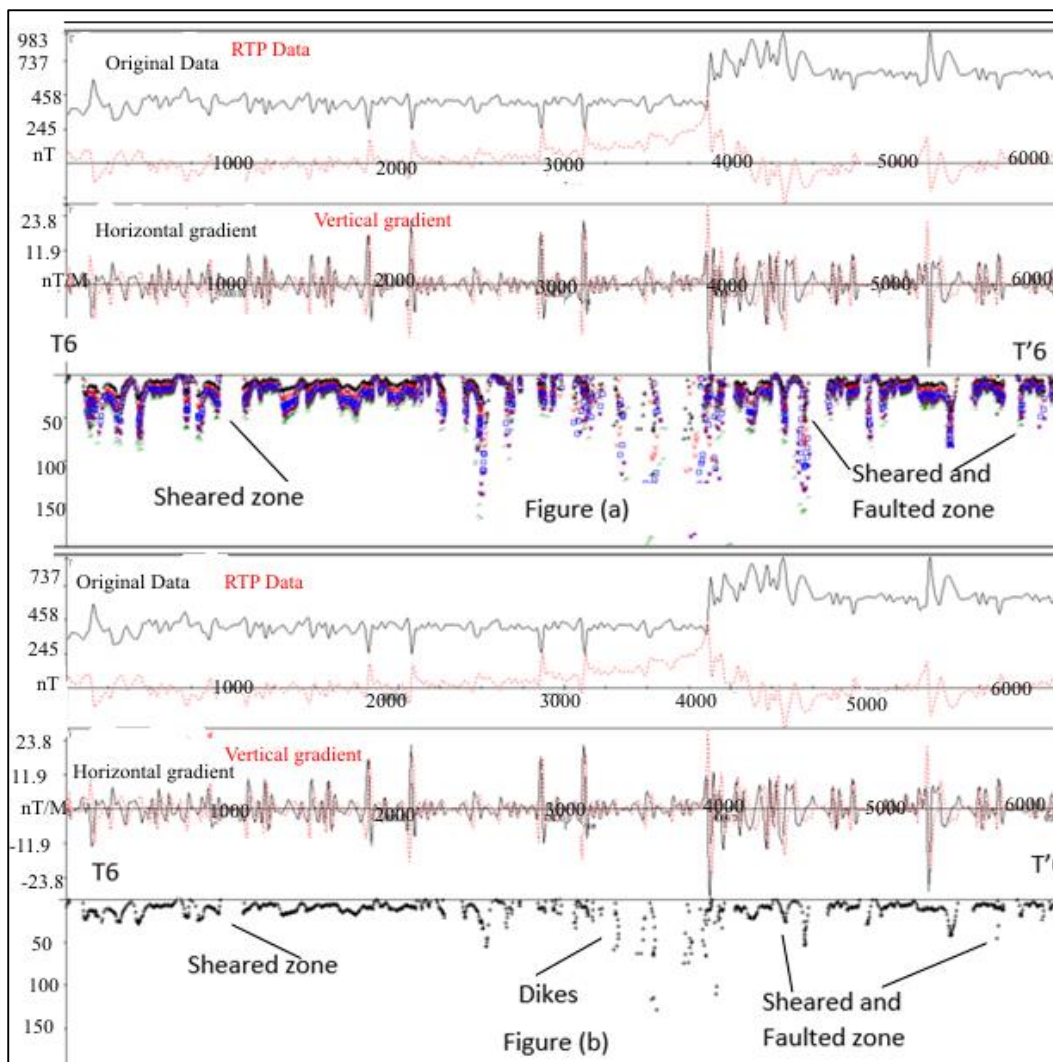 983
RTP Data
737
Original Data
458
245
nT
1000
2000
3000
4000
5000
6000
23.8
Vertical gradient
Horizontal gradient
11.9
nT/M
1000
2000
3000
4000
5000
6000
T6
T'6
50
100
150
Sheared zone
Figure (a)
Sheared and
Faulted zone
737
Original Data
RTP Data
458
245
nT
1000
2000
3000
4000
5000
6000
23.8
Vertical gradient
11.9
Horizontal gradient
nT/M
1000
2000
3000
4000
5000
6000
-11.9
-23.8
T6
50
100
150
Sheared zone
Dikes
Figure (b)
Sheared and
Faulted zone